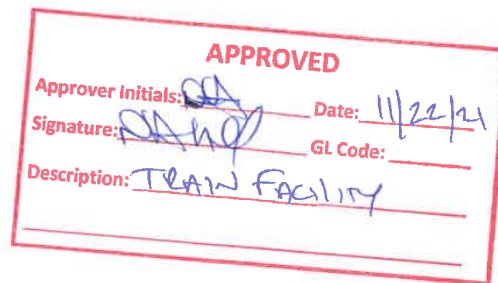 APPROVED
Approver Initials: Date: 11/22/21
Signature: GL Code:
Description: TRAIN FACILITY